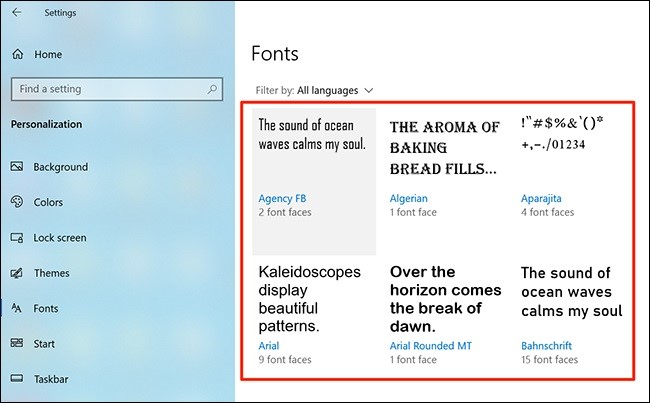 Settings
Home
Find a setting
Personalization
Background
Colors
Lock screen
Themes
Fonts
Start
Taskbar
Fonts
Filter by: All languages
The sound of ocean
waves calms my soul.
Agency FB
2 font faces
THE AROMA OF
BAKING
BREAD FILLS...
Algerian
1 font face
!"#$%&'()*
+,-./01234
Aparajita
4 font faces
Kaleidoscopes
display
beautiful
patterns.
Arial
9 font faces
Over the
horizon comes
the break of
dawn.
Arial Rounded MT
1 font face
The sound of
ocean waves
calms my soul
Bahnschrift
15 font faces